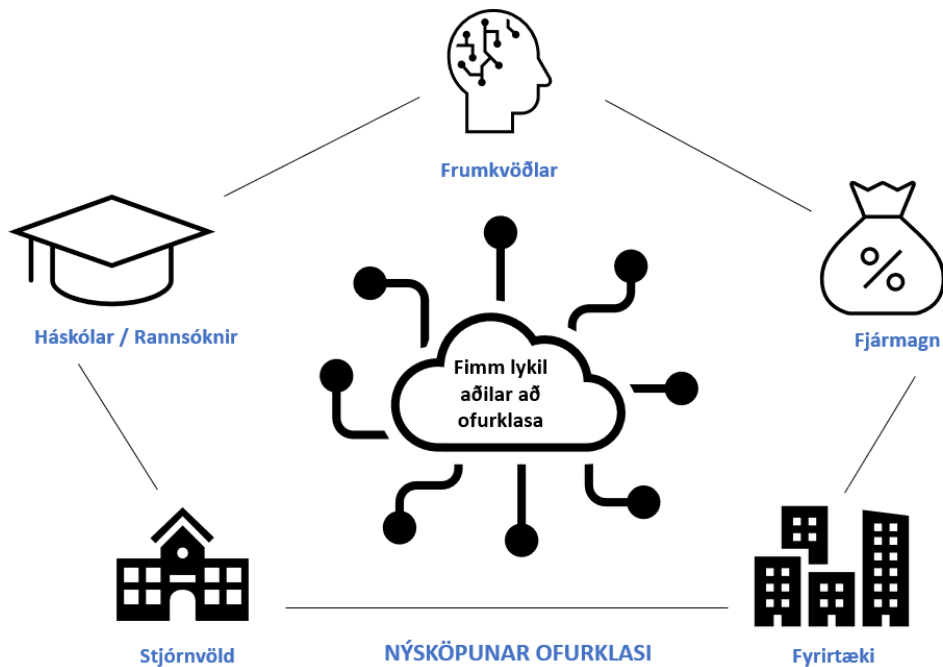 Frumkvöðlar
Háskólar / Rannsóknir
Fjármagn
Fimm lykil
aðilar að
ofurklasa
Stjórnvöld
NÝSKÖPUNAR OFURKLASI
Fyrirtæki